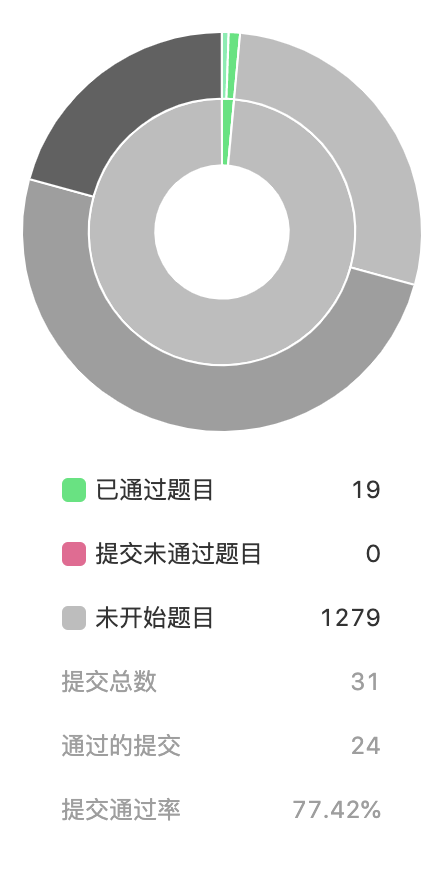 已通过题目 19
提交未通过题目 0
未开始题目 1279
提交总数 31
通过的提交 24
提交通过率 77.42%